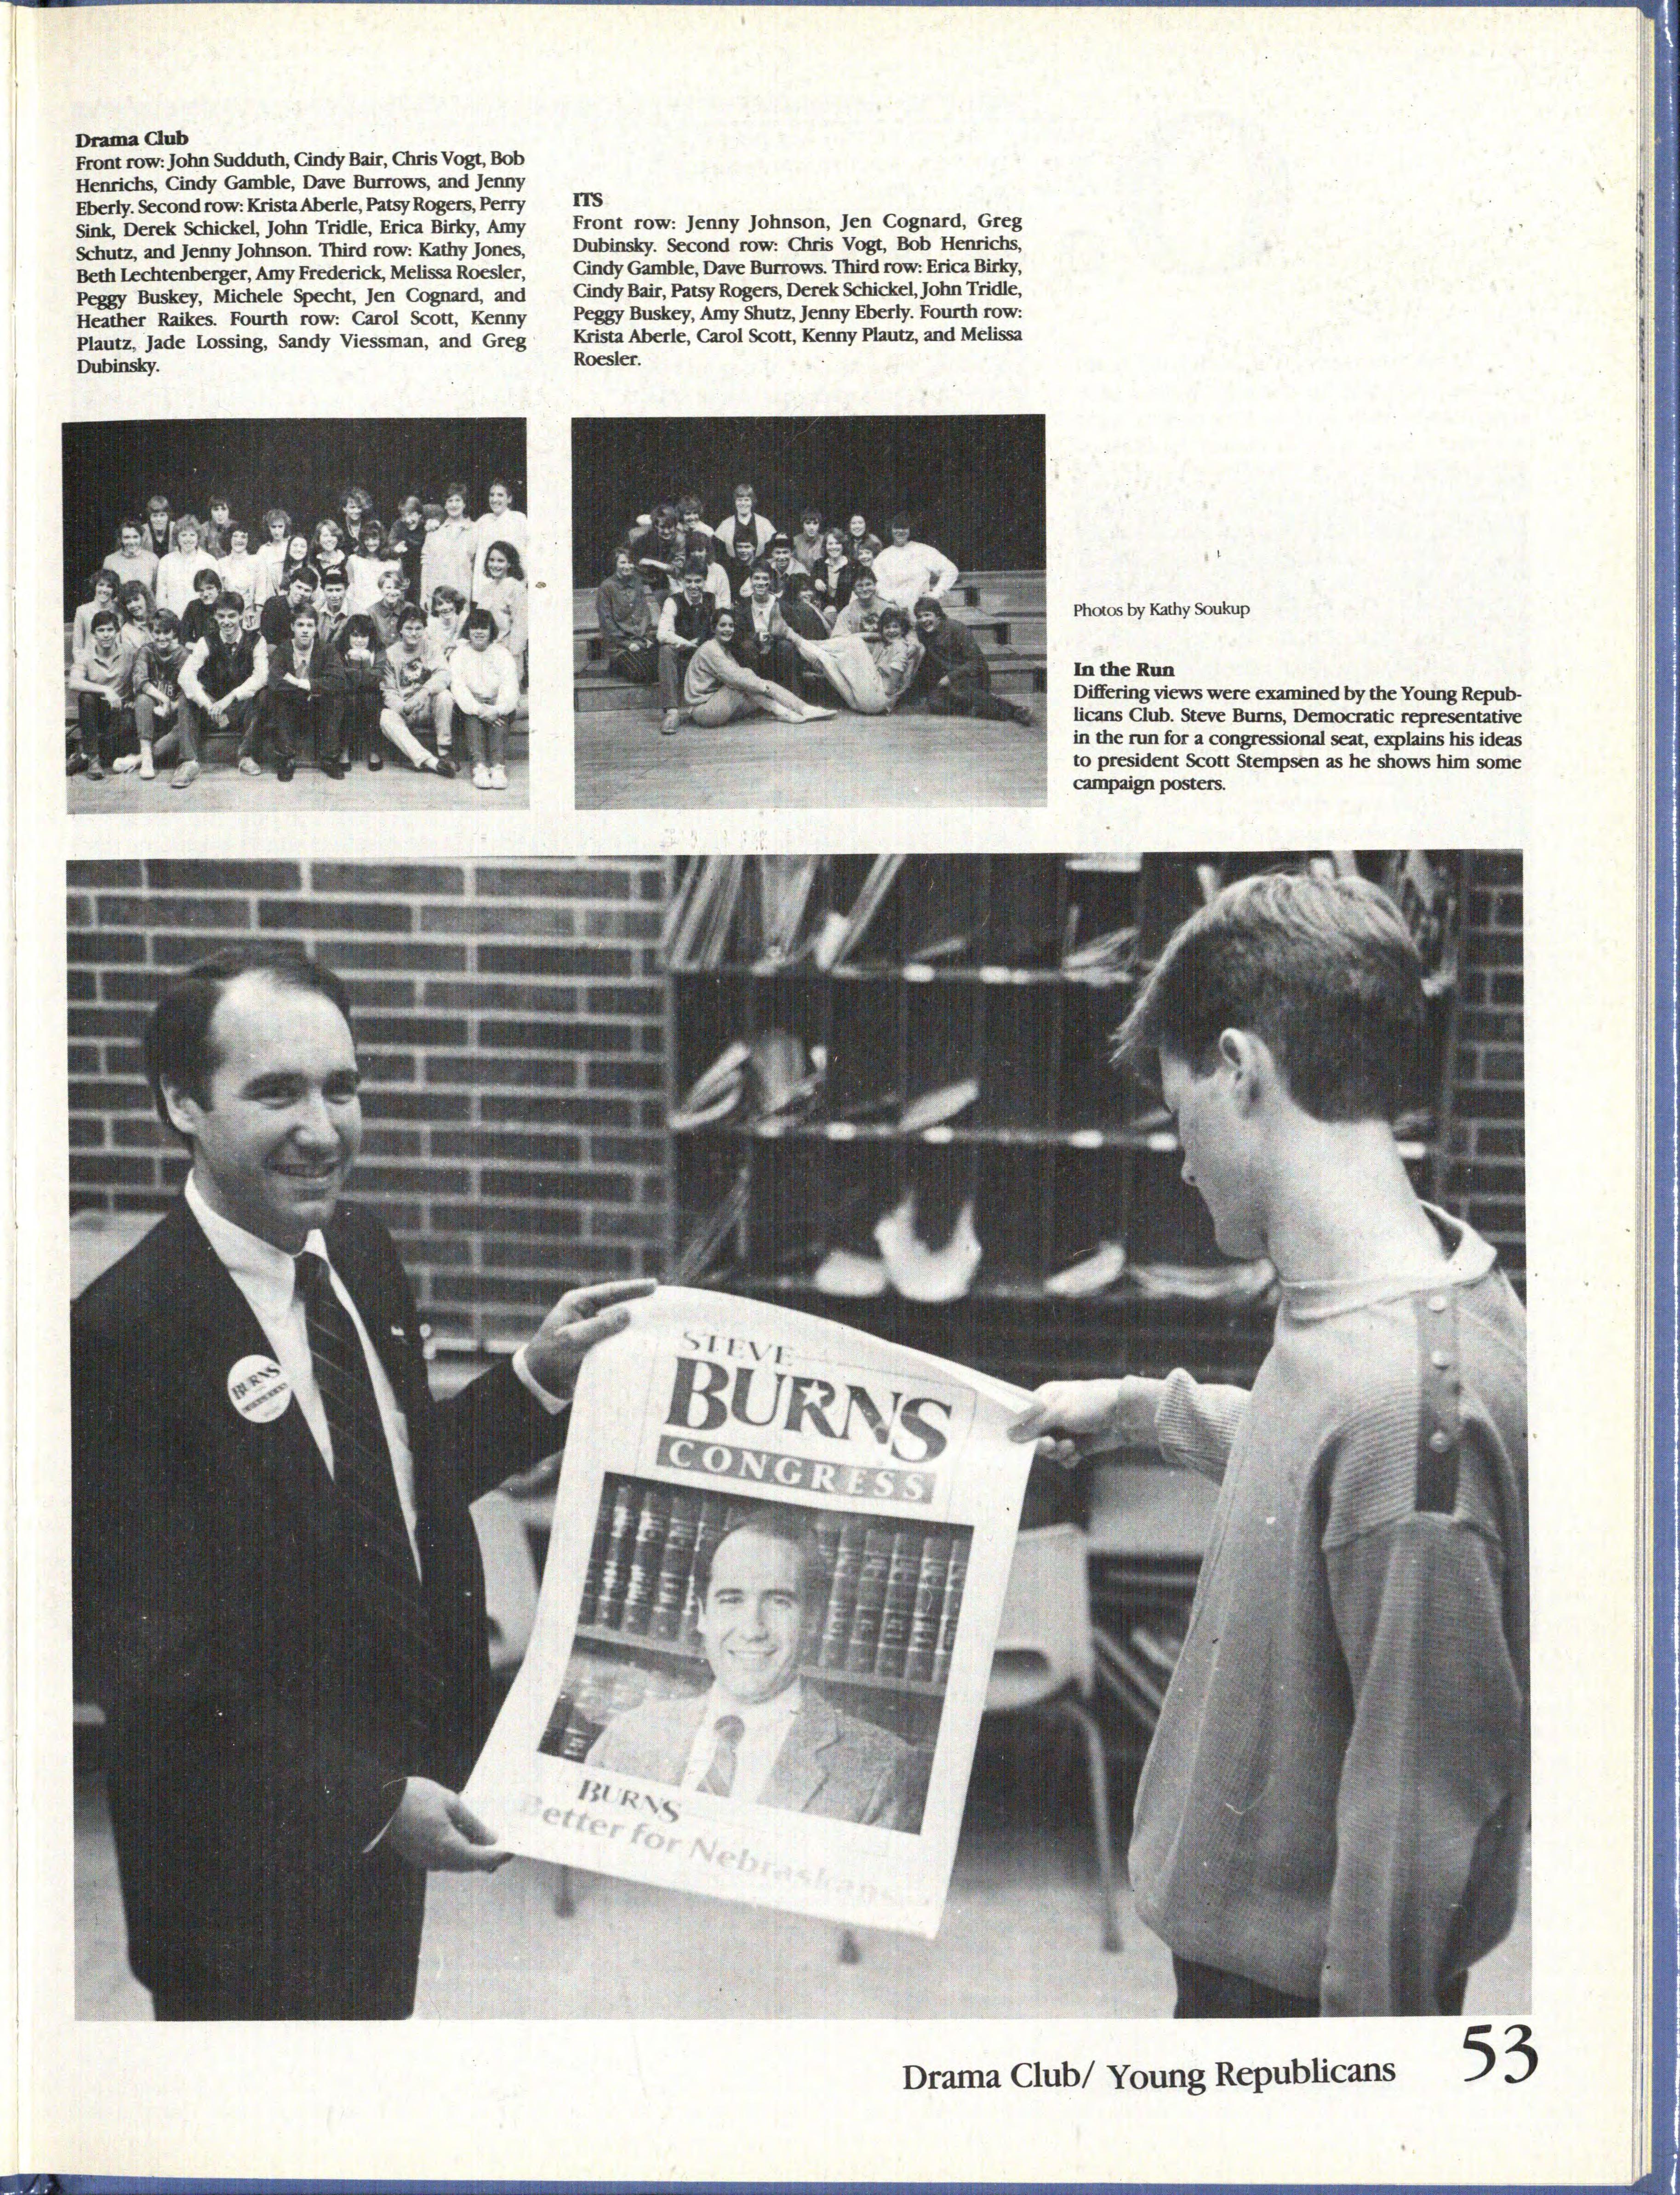 Drama Club
Front row: John Sudduth, Cindy Bair, Chris Vogt, Bob
Henrichs, Cindy Gamble, Dave Burrows, and Jenny
Eberly. Second row: Krista Aberle, Patsy Rogers, Perry
Sink, Derek Schickel, John Tridle, Erica Birky, Amy
Schutz, and Jenny Johnson. Third row: Kathy Jones,
Beth Lechtenberger, Amy Frederick, Melissa Roesler,
Peggy Buskey, Michele Specht, Jen Cognard, and
Heather Raikes. Fourth row: Carol Scott, Kenny
Plautz, Jade Lossing, Sandy Viessman, and Greg
Dubinsky.
ITS
Front row: Jenny Johnson, Jen Cognard, Greg
Dubinsky. Second row: Chris Vogt, Bob Henrichs,
Cindy Gamble, Dave Burrows. Third row: Erica Birky,
Cindy Bair, Patsy Rogers, Derek Schickel, John Tridle,
Peggy Buskey, Amy Shutz, Jenny Eberly. Fourth row:
Krista Aberle, Carol Scott, Kenny Plautz, and Melissa
Roesler.
Photos by Kathy Soukup
In the Run
Differing views were examined by the Young Repub-
licans Club. Steve Burns, Democratic representative
in the run for a congressional seat, explains his ideas
to president Scott Stempsen as he shows him some
campaign posters.
BURNS
STEVE
BURNS
CONGRESS
BURNS
Better for Nebraskans
Drama Club/ Young Republicans 53